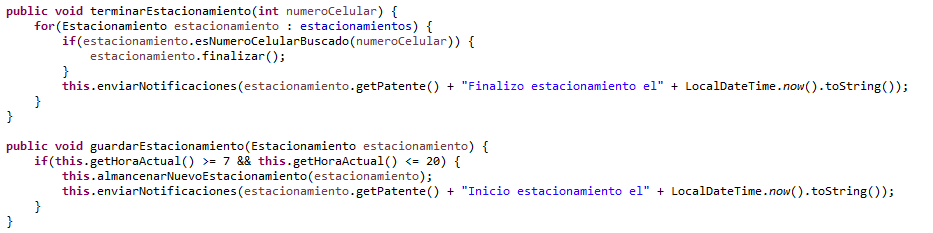 public void terminarEstacionamiento(int numeroCelular) {
    for(Estacionamiento estacionamiento : estacionamientos) {
        if(estacionamiento.esNumeroCelularBuscado(numeroCelular)) {
            estacionamiento.finalizar();
        }
        this.enviarNotificaciones(estacionamiento.getPatente() + "Finalizo estacionamiento el" + LocalDateTime.now().toString());
    }
}

public void guardarEstacionamiento(Estacionamiento estacionamiento) {
    if(this.getHoraActual() >= 7 && this.getHoraActual() <= 20) {
        this.almancenarNuevoEstacionamiento(estacionamiento);
        this.enviarNotificaciones(estacionamiento.getPatente() + "Inicio estacionamiento el" + LocalDateTime.now().toString());
    }
}